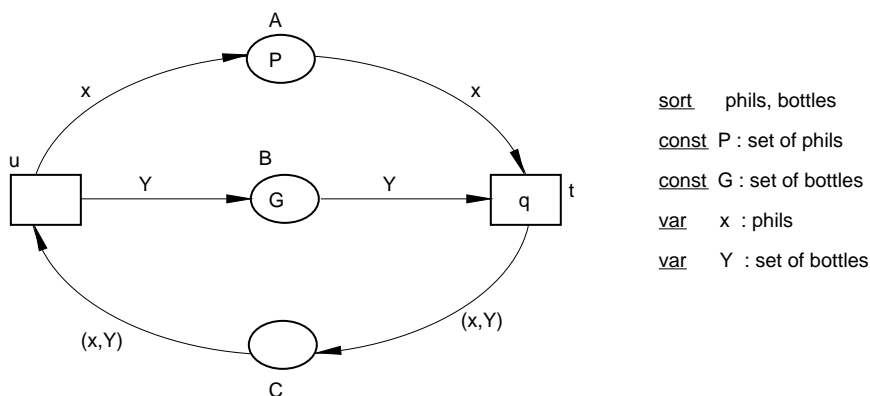 A
P
x
x
u
B
Y
G
Y
q
t
(x,Y)
(x,Y)
C
sort phils, bottles
const P : set of phils
const G : set of bottles
var x : phils
var Y : set of bottles